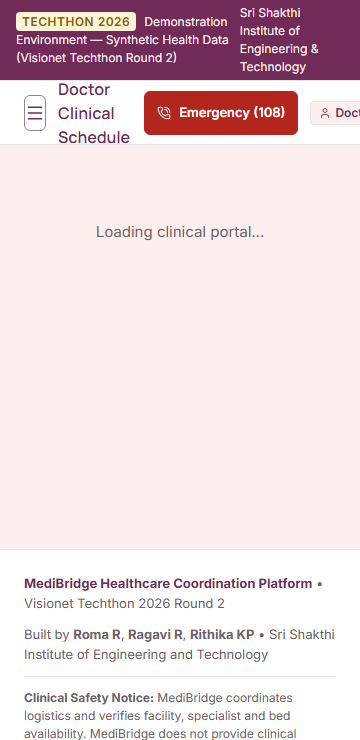 TECHTHON 2026 Demonstration
Environment — Synthetic Health Data
(Visionet Techthon Round 2)
Sri Shakthi
Institute of
Engineering &
Technology
Doctor
Clinical
Schedule
Emergency (108)
Loading clinical portal...
MediBridge Healthcare Coordination Platform •
Visionet Techthon 2026 Round 2
Built by Roma R, Ragavi R, Rithika KP • Sri Shakthi
Institute of Engineering and Technology
Clinical Safety Notice: MediBridge coordinates
logistics and verifies facility, specialist and bed
availability. MediBridge does not provide clinical